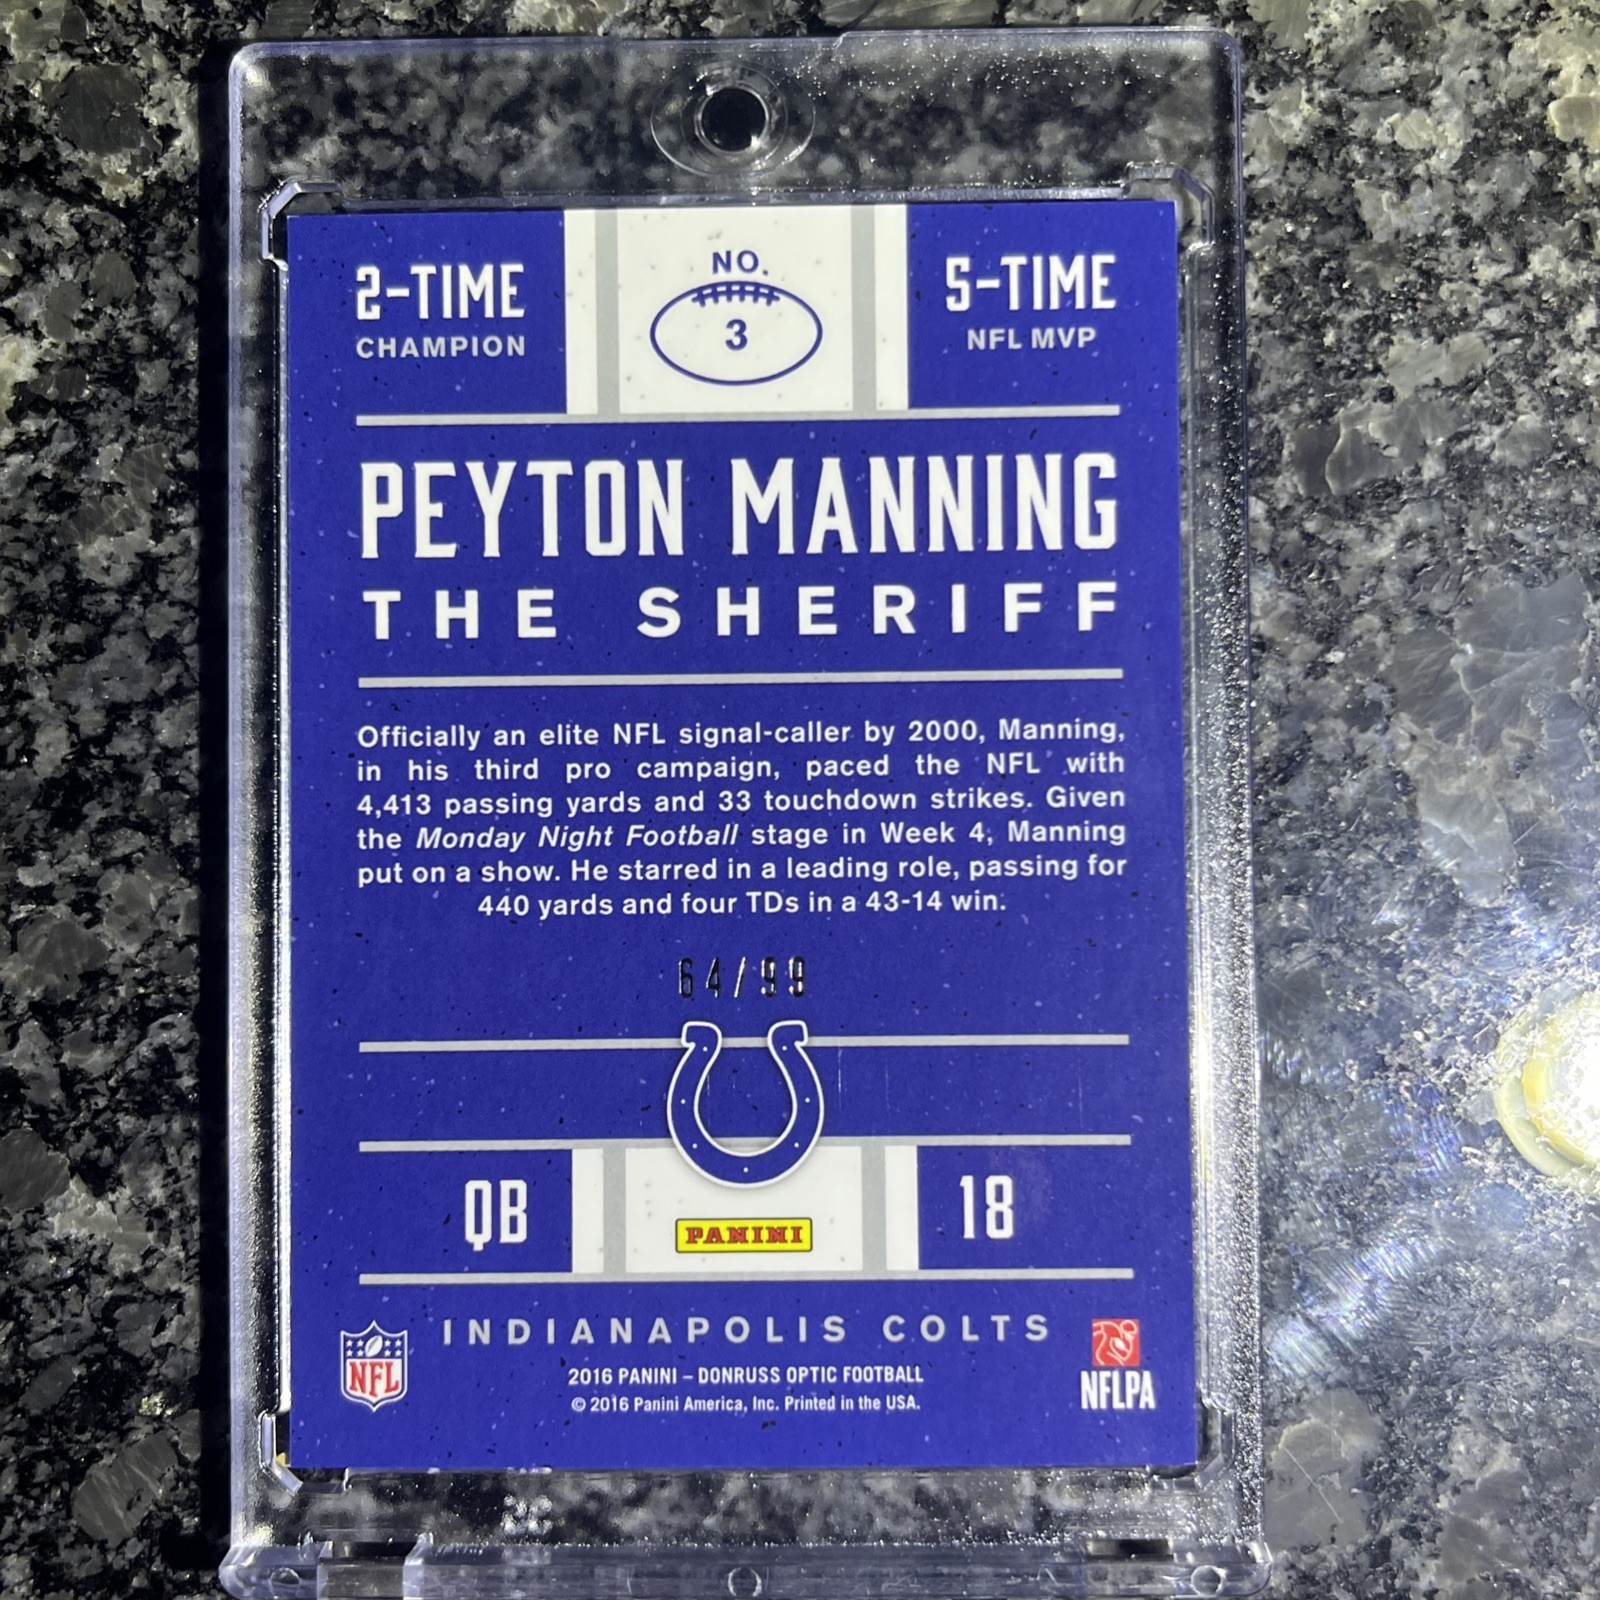 2-TIME
CHAMPION
NO.
3
5-TIME
NFL MVP
PEYTON MANNING
THE SHERIFF
Officially an elite NFL signal-caller by 2000, Manning,
in his third pro campaign, paced the NFL with
4,413 passing yards and 33 touchdown strikes. Given
the Monday Night Football stage in Week 4, Manning
put on a show. He starred in a leading role, passing for
440 yards and four TDs in a 43-14 win.
64/99
QB
PANINI
18
INDIANAPOLIS COLTS
NFL
2016 PANINI – DONRUSS OPTIC FOOTBALL
© 2016 Panini America, Inc. Printed in the USA.
NFLPA